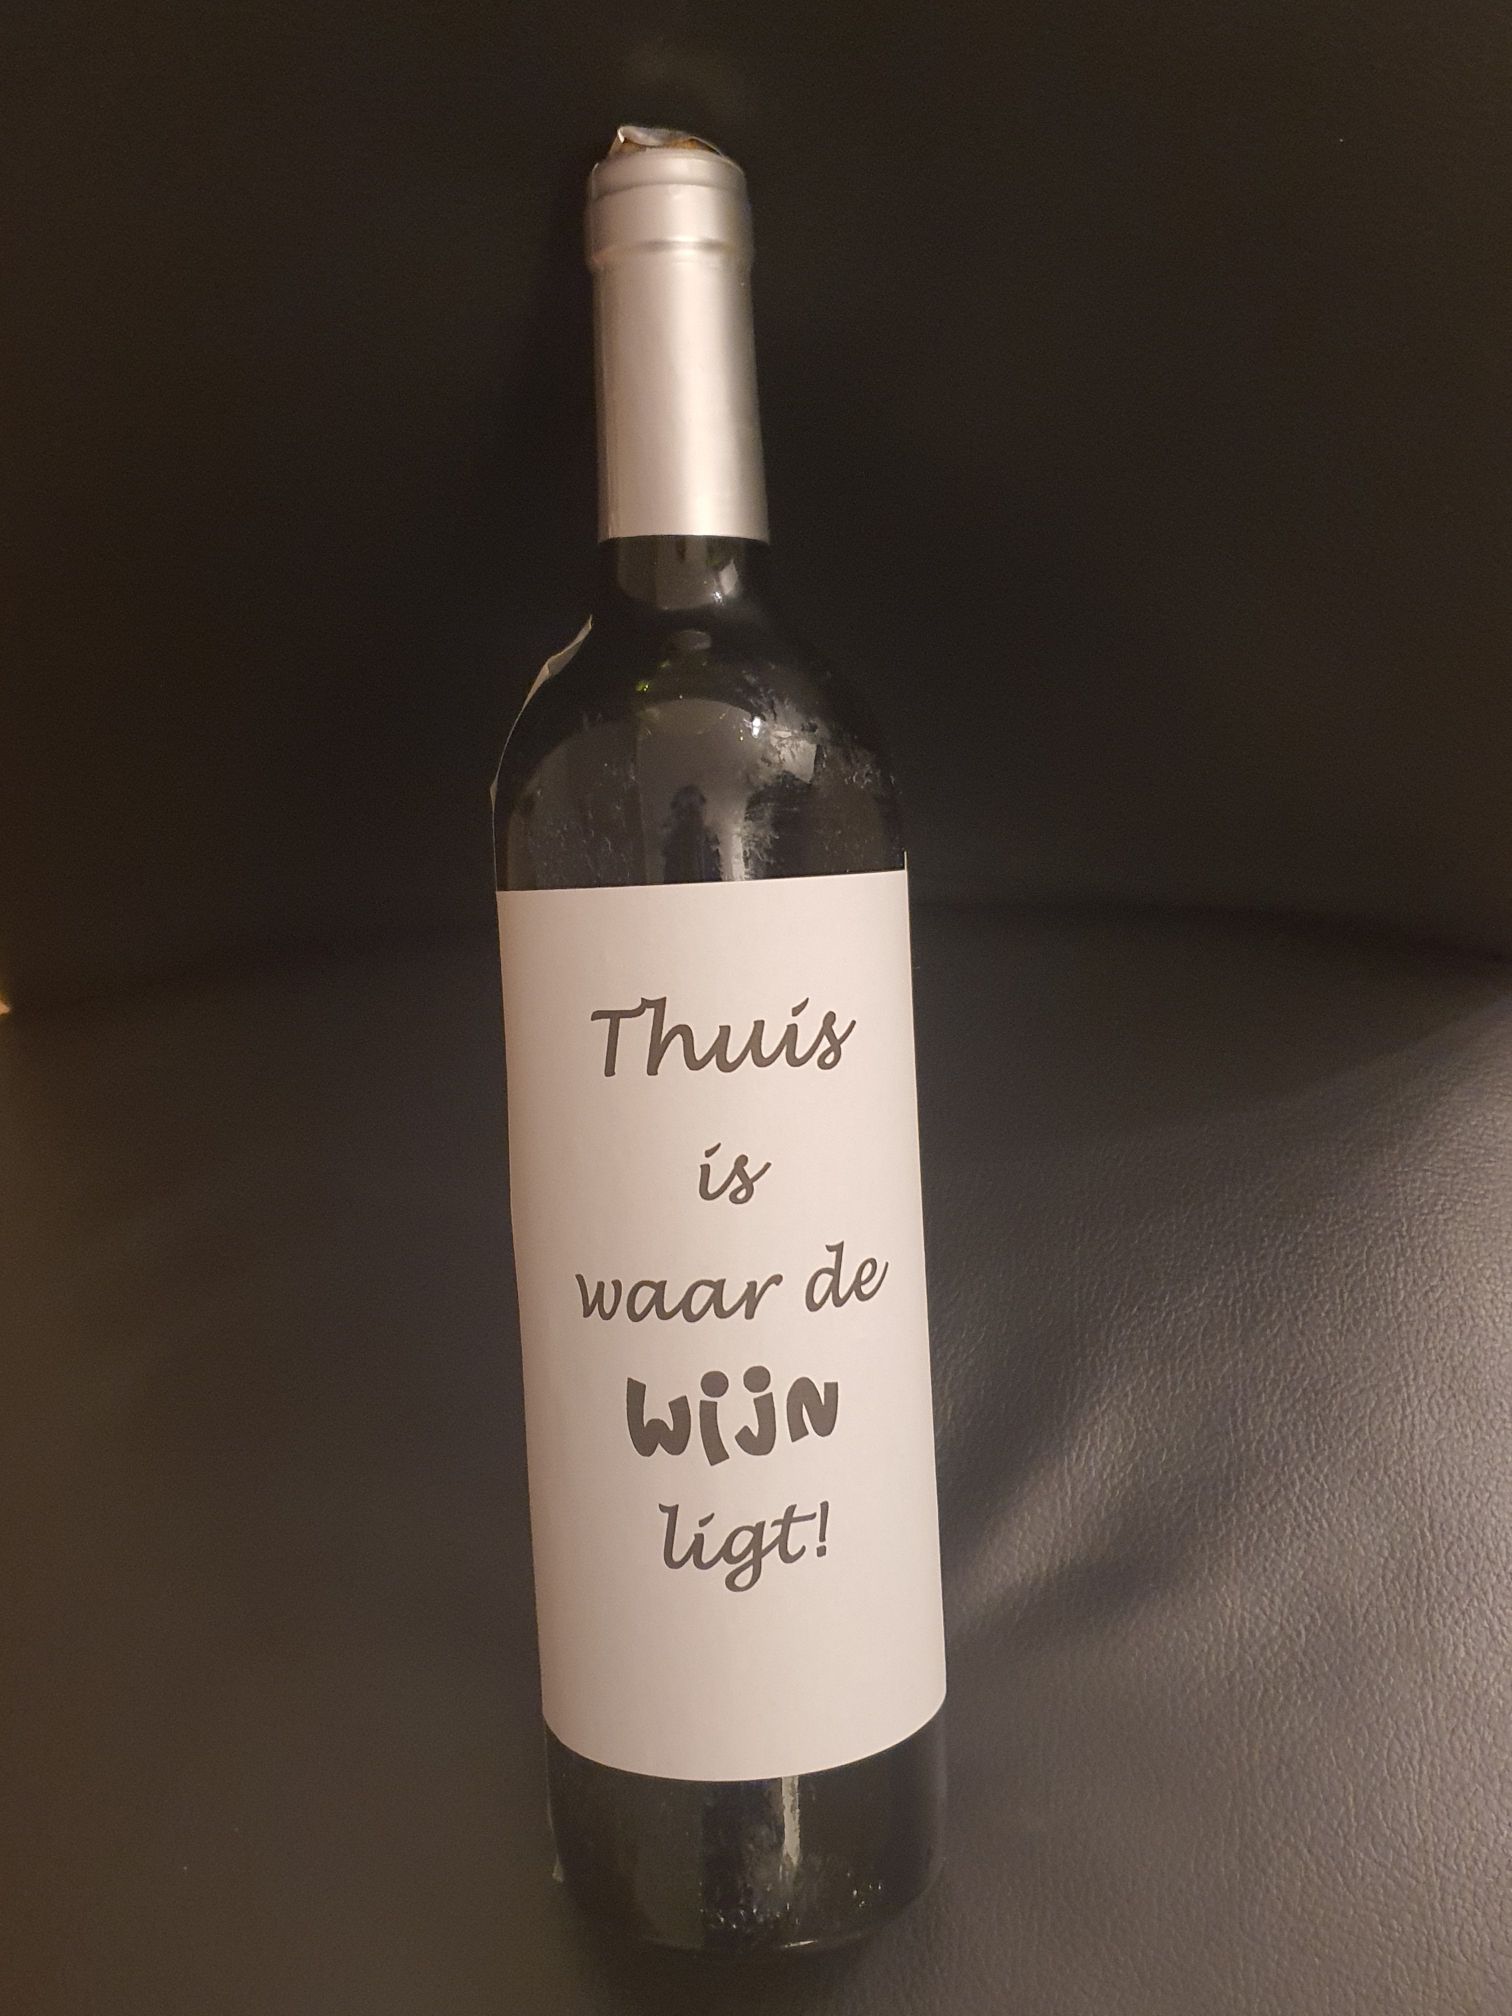 Thuis
is
waar de
wijn
ligt!